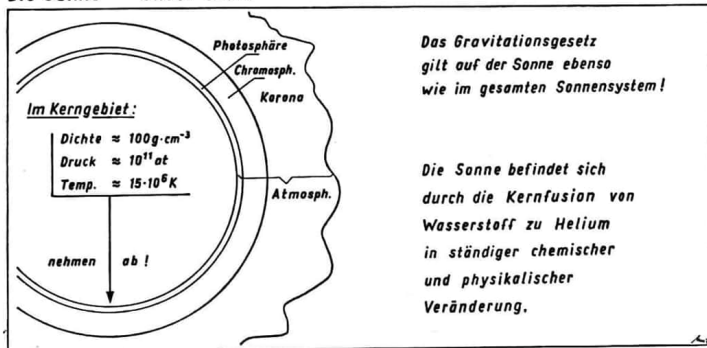 Photosphäre
Chromosph.
Korona
Im Kerngebiet:
Dichte ≈ 100g·cm⁻³
Druck ≈ 10¹¹at
Temp. ≈ 15·10⁶K
Atmosph.
nehmen ab!
Das Gravitationsgesetz
gilt auf der Sonne ebenso
wie im gesamten Sonnensystem!
Die Sonne befindet sich
durch die Kernfusion von
Wasserstoff zu Helium
in ständiger chemischer
und physikalischer
Veränderung.